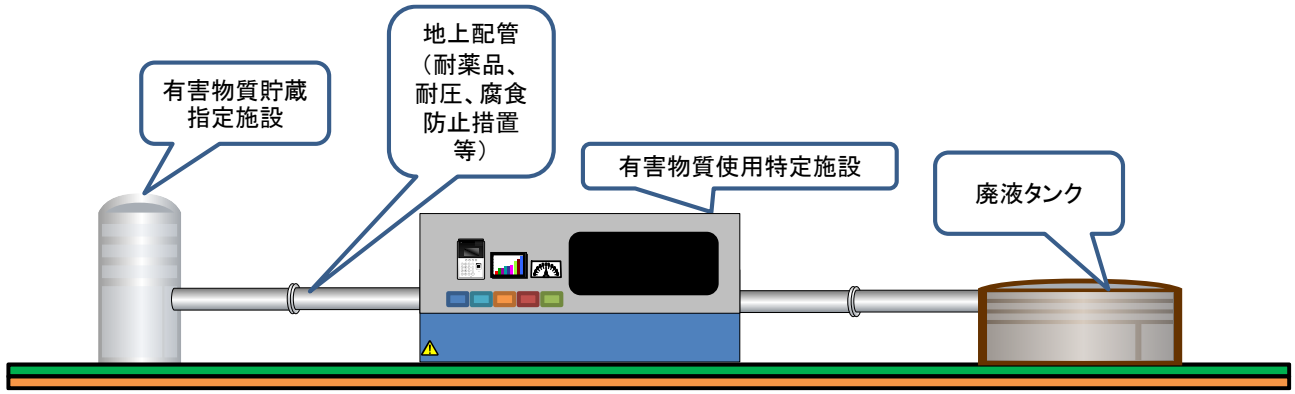 有害物質貯蔵
指定施設
地上配管
（耐薬品、
耐圧、腐食
防止措置
等）
有害物質使用特定施設
廃液タンク